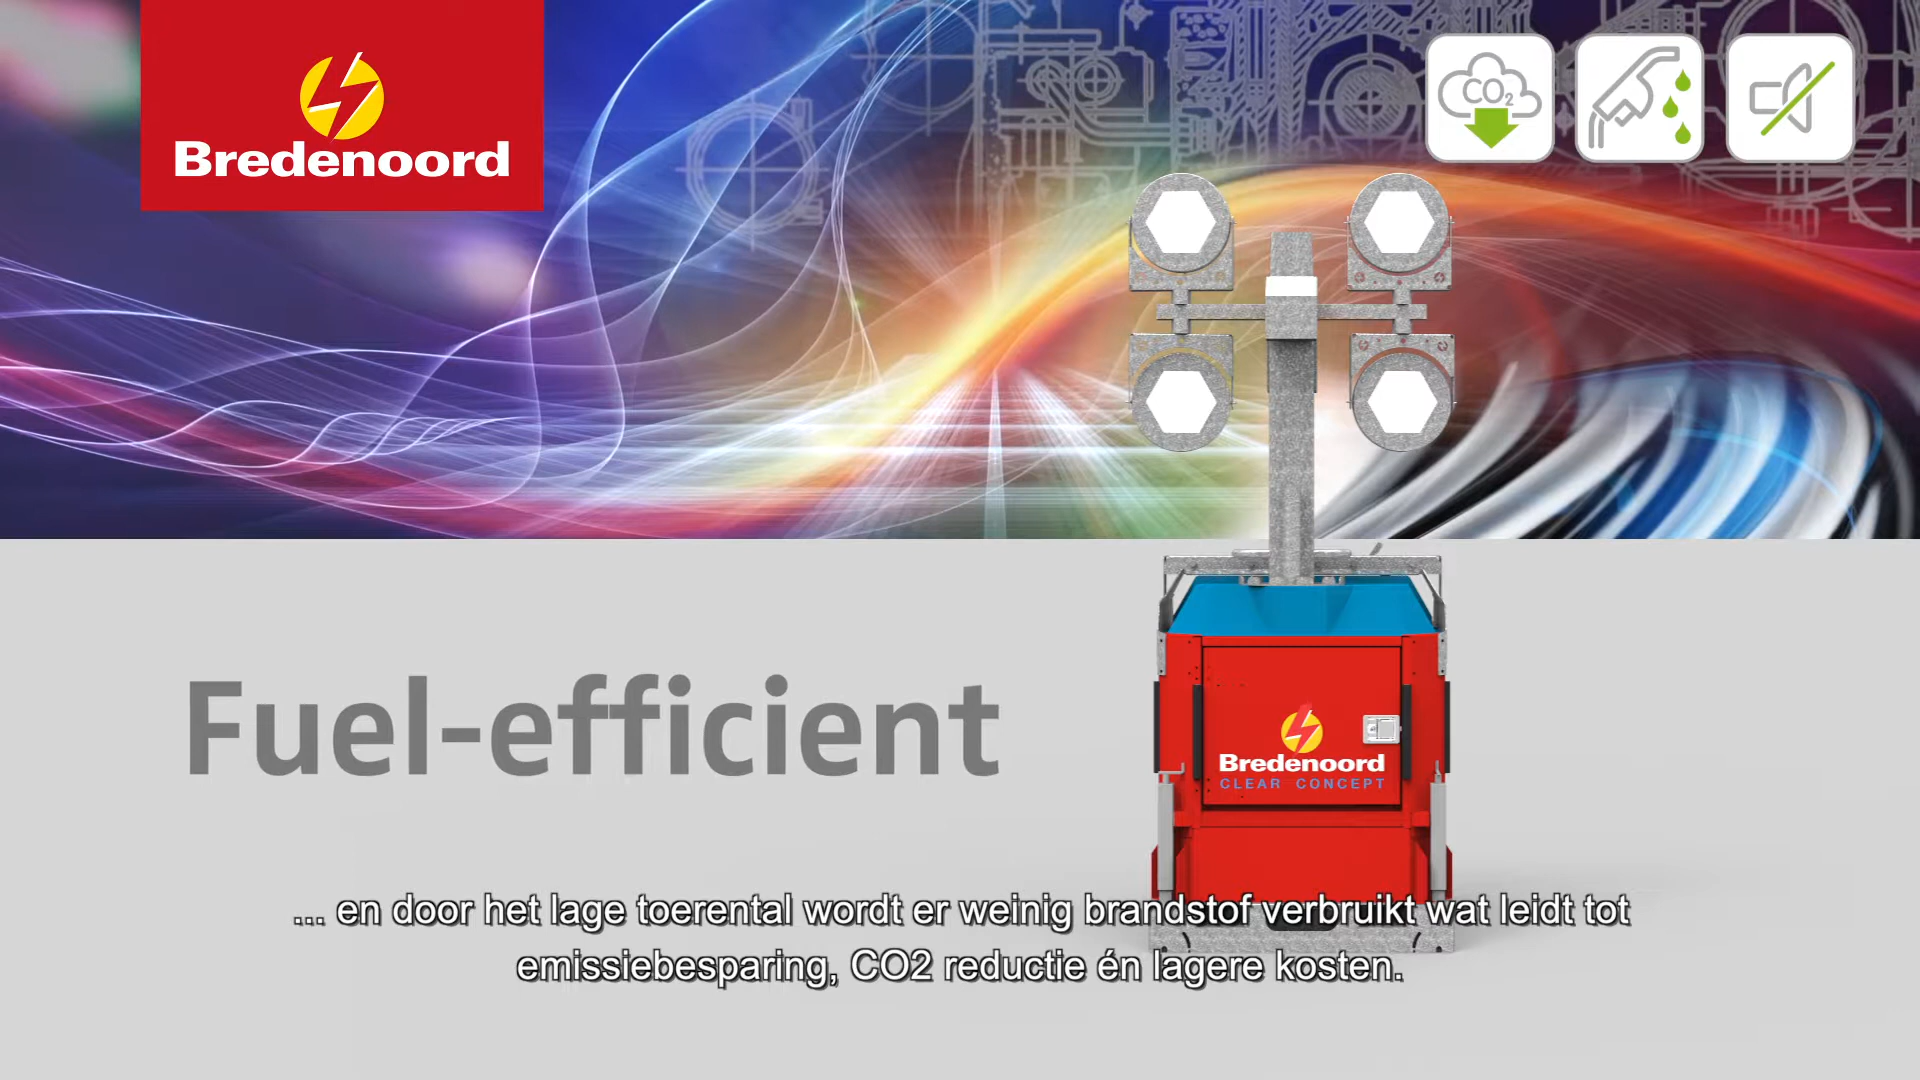 Bredenoord
CO2
Fuel-efficient
Bredenoord
CLEAR CONCEPT
... en door het lage toerental wordt er weinig brandstof verbruikt wat leidt tot
emissiebesparing, CO2 reductie én lagere kosten.